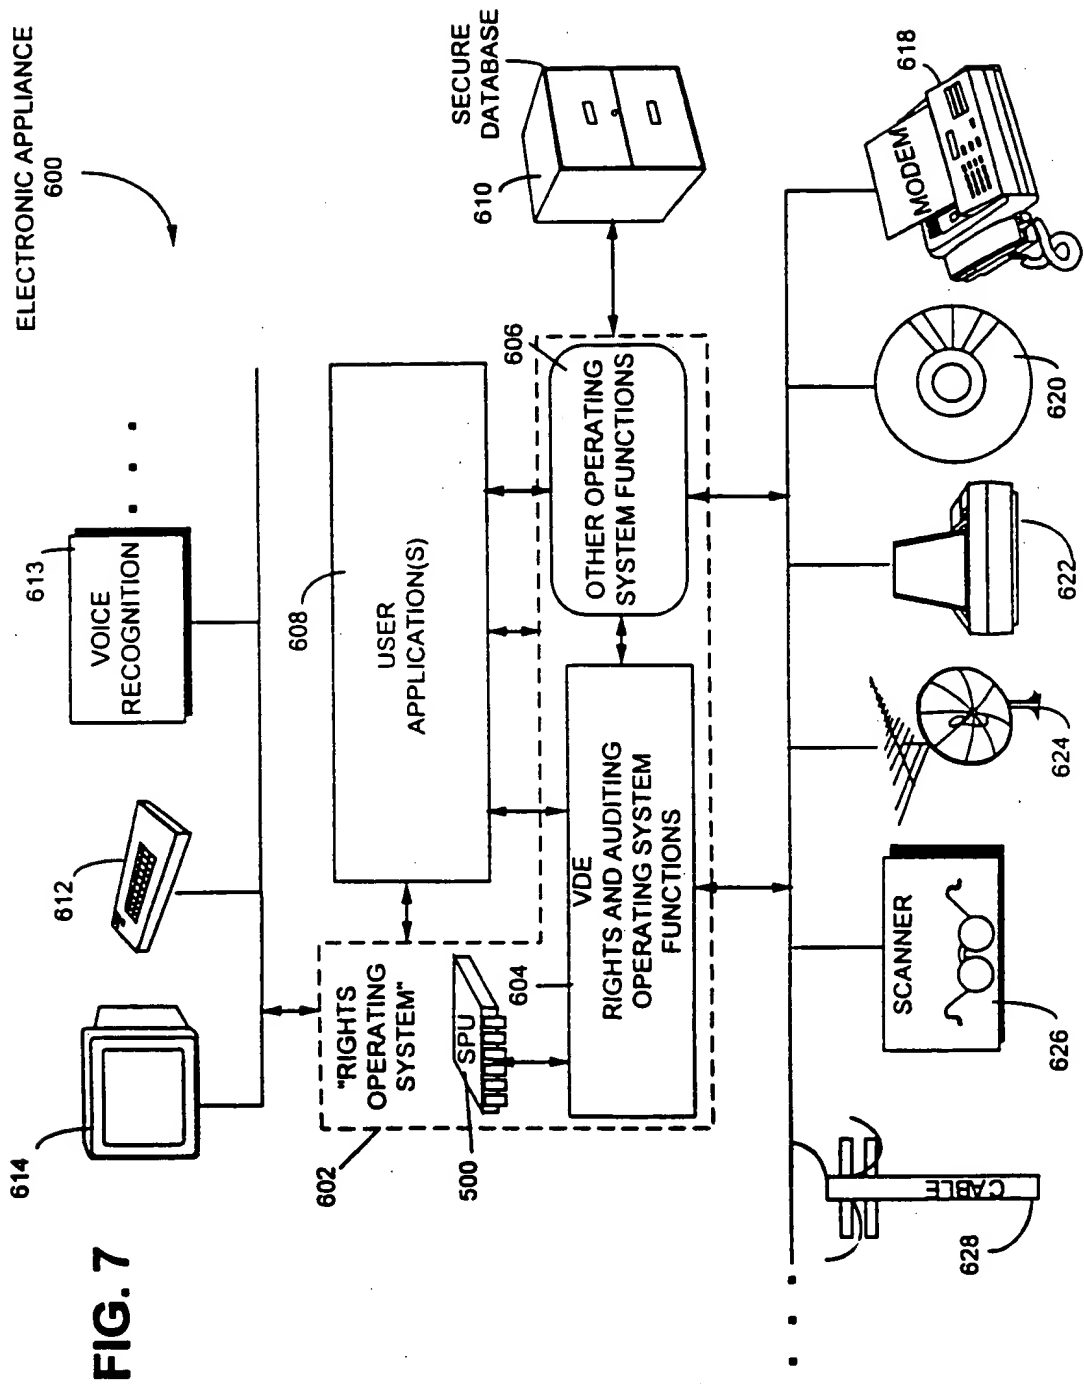 FIG. 7
ELECTRONIC APPLIANCE
600
614
612
613
VOICE
RECOGNITION
602
"RIGHTS
OPERATING
SYSTEM"
608
USER
APPLICATION(S)
500
SPU
604
VDE
RIGHTS AND AUDITING
OPERATING SYSTEM
FUNCTIONS
606
OTHER OPERATING
SYSTEM FUNCTIONS
610
SECURE
DATABASE
628
CABLE
SCANNER
626
624
622
620
MODEM
618